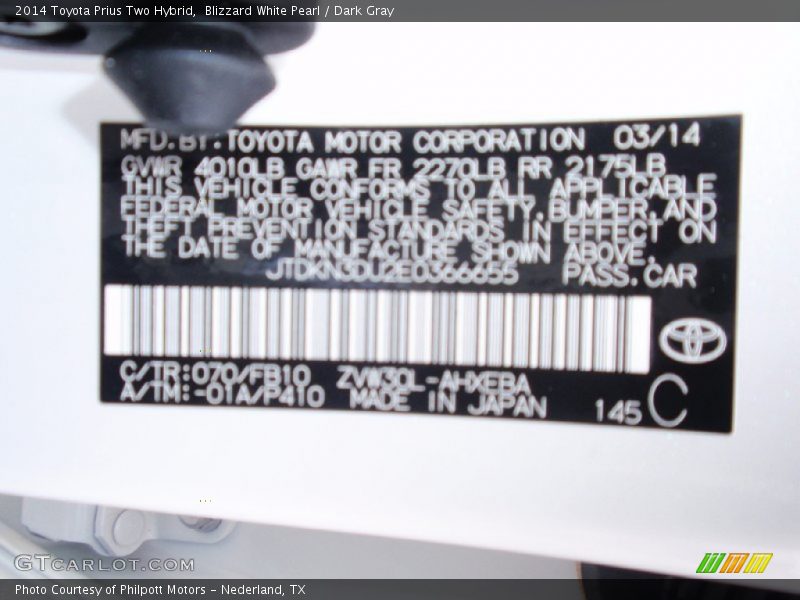 2014 Toyota Prius Two Hybrid,  Blizzard White Pearl / Dark Gray
MFD.BY.TOYOTA MOTOR CORPORATION 03/14
GVWR 4010LB GAWR FR 2270LB RR 2175LB
THIS VEHICLE CONFORMS TO ALL APPLICABLE
FEDERAL MOTOR VEHICLE SAFETY,BUMPER,AND
THEFT PREVENTION STANDARDS IN EFFECT ON
THE DATE OF MANUFACTURE SHOWN ABOVE.
JTDKN3DU2E0366655 PASS.CAR
C/TR:070/FB10 ZVW30L-AHXEBA
A/TM:-01A/P410 MADE IN JAPAN 145 C
GTCARLOT.COM
Photo Courtesy of Philpott Motors - Nederland, TX